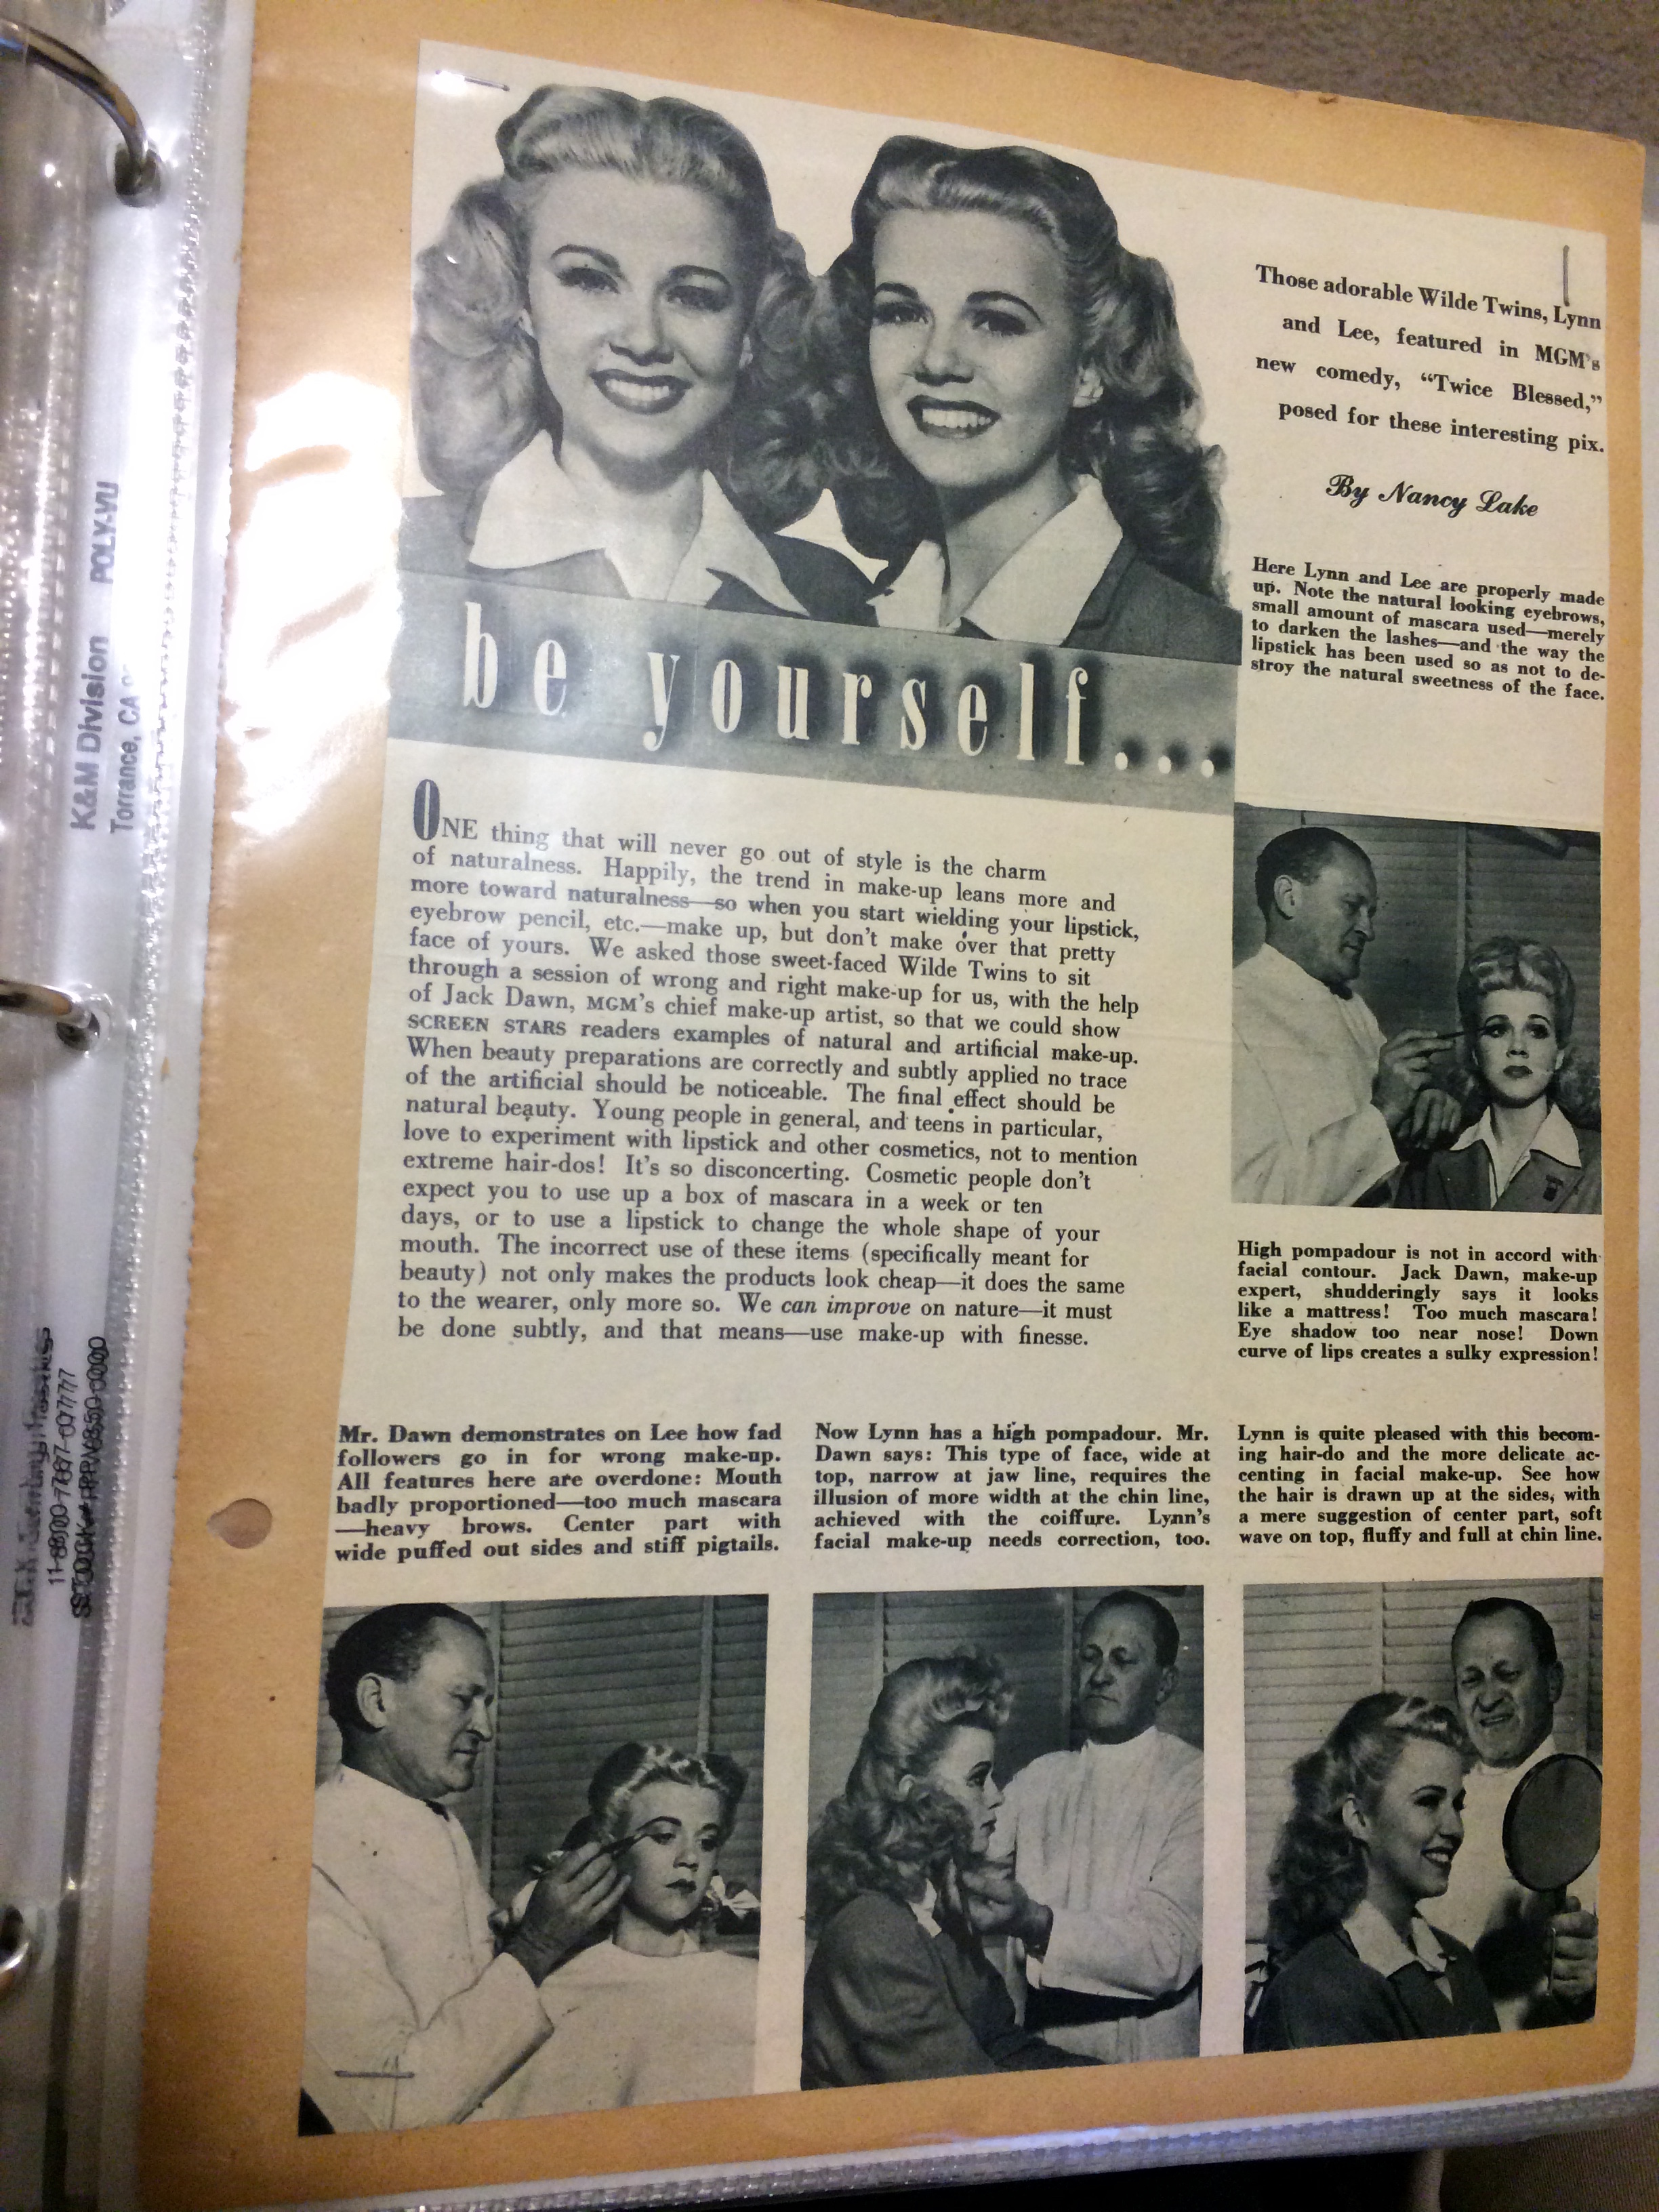 Those adorable Wilde Twins, Lynn
and Lee, featured in MGM's
new comedy, "Twice Blessed,"
posed for these interesting pix.
By Nancy Lake
Here Lynn and Lee are properly made
up. Note the natural looking eyebrows,
small amount of mascara used—merely
to darken the lashes—and the way the
lipstick has been used so as not to de-
stroy the natural sweetness of the face.
be yourself...
ONE thing that will never go out of style is the charm
of naturalness. Happily, the trend in make-up leans more and
more toward naturalness—so when you start wielding your lipstick,
eyebrow pencil, etc.—make up, but don't make over that pretty
face of yours. We asked those sweet-faced Wilde Twins to sit
through a session of wrong and right make-up for us, with the help
of Jack Dawn, MGM's chief make-up artist, so that we could show
SCREEN STARS readers examples of natural and artificial make-up.
When beauty preparations are correctly and subtly applied no trace
of the artificial should be noticeable. The final effect should be
natural beauty. Young people in general, and teens in particular,
love to experiment with lipstick and other cosmetics, not to mention
extreme hair-dos! It's so disconcerting. Cosmetic people don't
expect you to use up a box of mascara in a week or ten
days, or to use a lipstick to change the whole shape of your
mouth. The incorrect use of these items (specifically meant for
beauty) not only makes the products look cheap—it does the same
to the wearer, only more so. We can improve on nature—it must
be done subtly, and that means—use make-up with finesse.
High pompadour is not in accord with
facial contour. Jack Dawn, make-up
expert, shudderingly says it looks
like a mattress! Too much mascara!
Eye shadow too near nose! Down
curve of lips creates a sulky expression!
Mr. Dawn demonstrates on Lee how fad
followers go in for wrong make-up.
All features here are overdone: Mouth
badly proportioned—too much mascara
—heavy brows. Center part with
wide puffed out sides and stiff pigtails.
Now Lynn has a high pompadour. Mr.
Dawn says: This type of face, wide at
top, narrow at jaw line, requires the
illusion of more width at the chin line,
achieved with the coiffure. Lynn's
facial make-up needs correction, too.
Lynn is quite pleased with this becom-
ing hair-do and the more delicate ac-
centing in facial make-up. See how
the hair is drawn up at the sides, with
a mere suggestion of center part, soft
wave on top, fluffy and full at chin line.
K&M Division POLY-VU
Torrance, CA